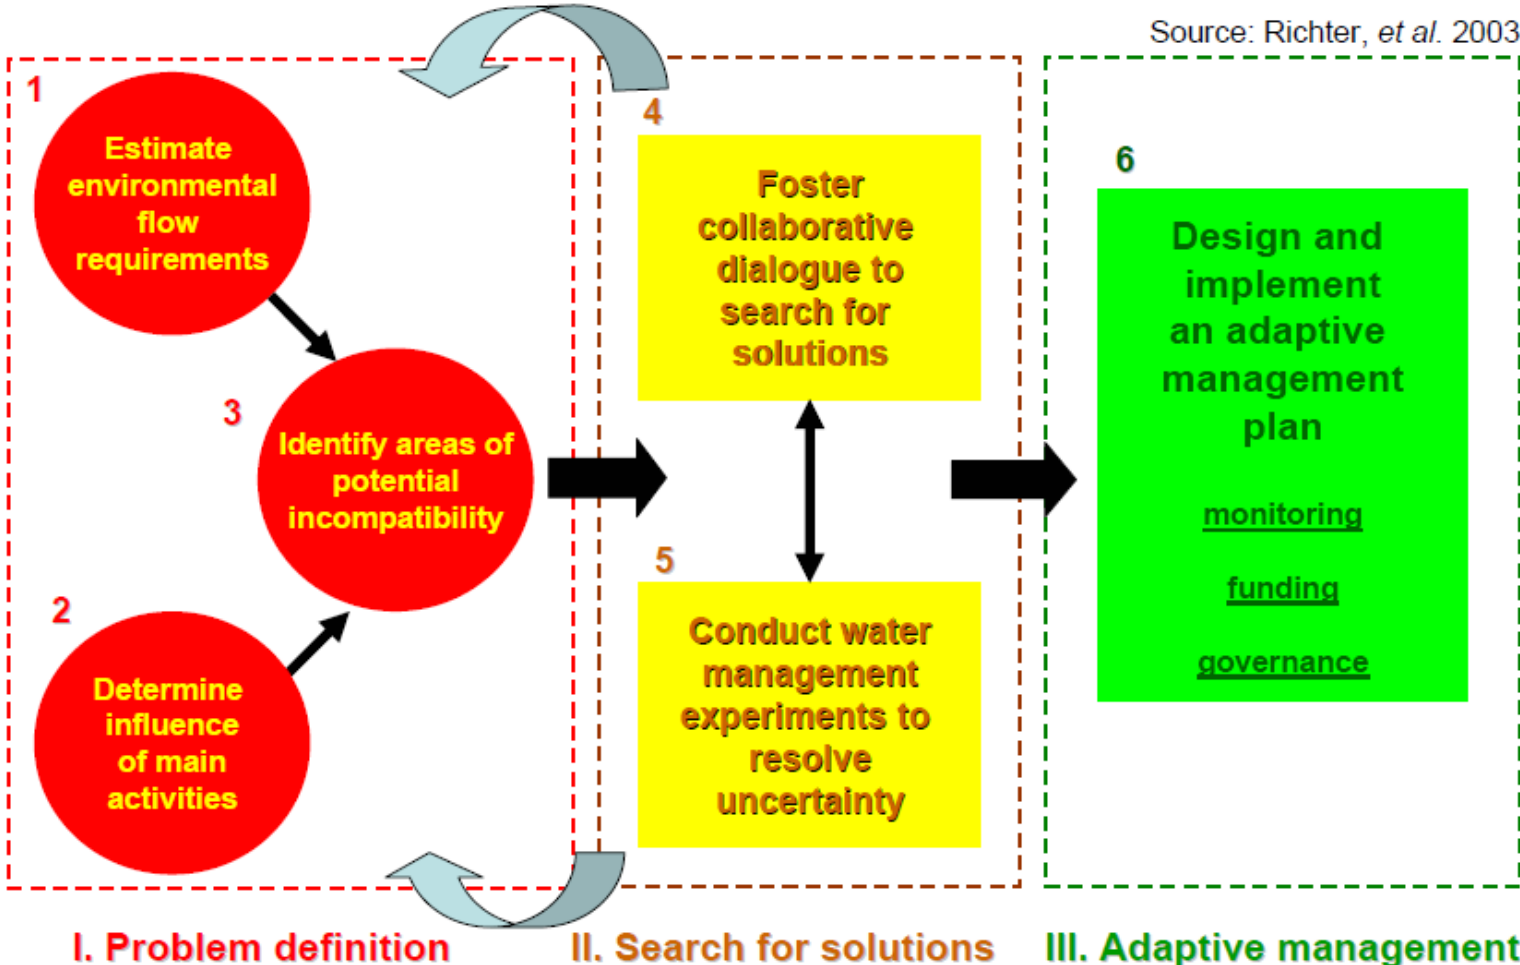 Source: Richter, et al. 2003
1
Estimate
environmental
flow
requirements
2
Determine
influence
of main
activities
3
Identify areas of
potential
incompatibility
4
Foster
collaborative
dialogue to
search for
solutions
5
Conduct water
management
experiments to
resolve
uncertainty
6
Design and
implement
an adaptive
management
plan
monitoring
funding
governance
I. Problem definition
II. Search for solutions
III. Adaptive management